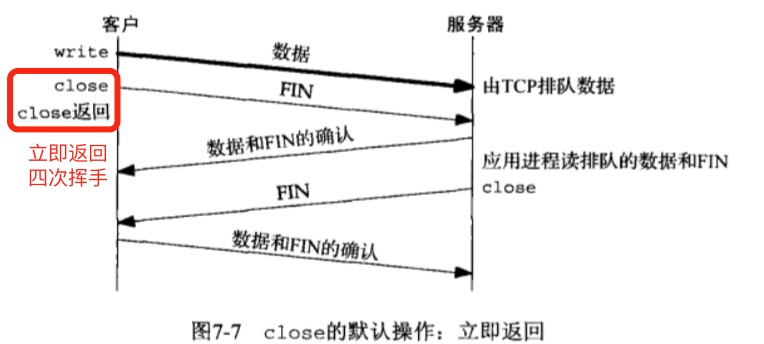 客户
服务器
write
数据
close
FIN
由TCP排队数据
close返回
数据和FIN的确认
立即返回
四次挥手
应用进程读排队的数据和FIN
FIN
close
数据和FIN的确认
图7-7 close的默认操作：立即返回